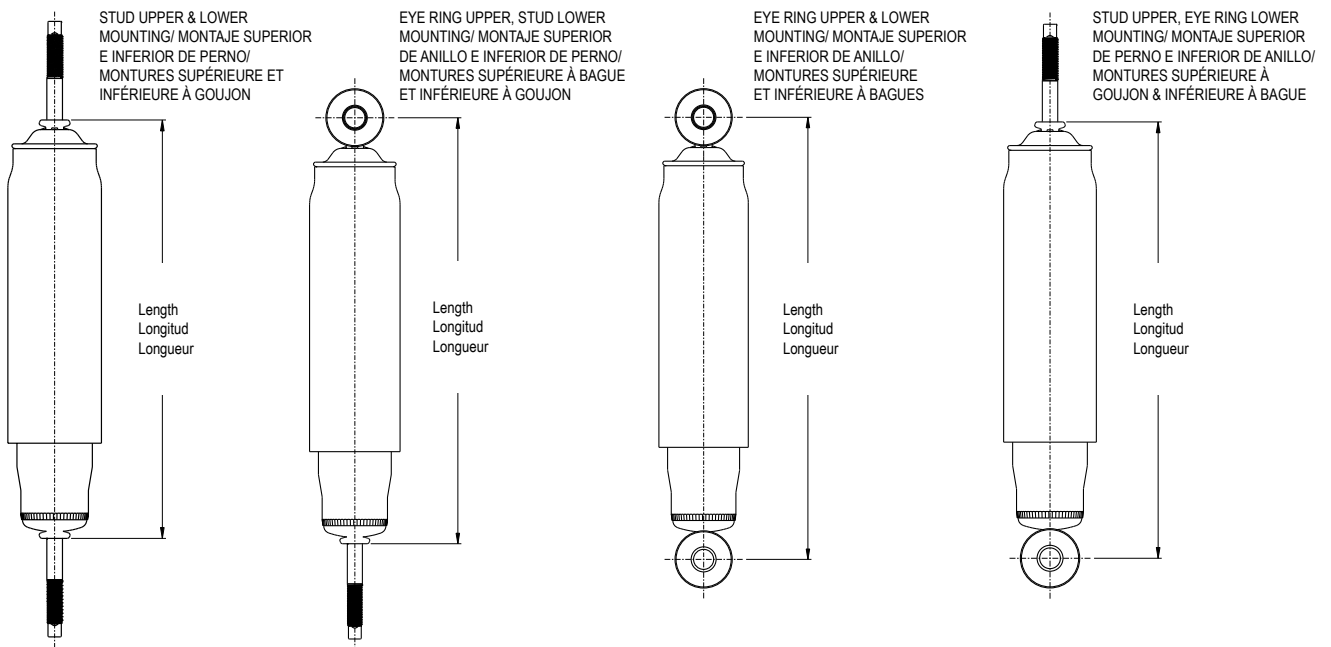 STUD UPPER & LOWER
MOUNTING/ MONTAJE SUPERIOR
E INFERIOR DE PERNO/
MONTURES SUPÉRIEURE ET
INFÉRIEURE À GOUJON
EYE RING UPPER, STUD LOWER
MOUNTING/ MONTAJE SUPERIOR
DE ANILLO E INFERIOR DE PERNO/
MONTURES SUPÉRIEURE À BAGUE
ET INFÉRIEURE À GOUJON
EYE RING UPPER & LOWER
MOUNTING/ MONTAJE SUPERIOR
E INFERIOR DE ANILLO/
MONTURES SUPÉRIEURE
ET INFÉRIEURE À BAGUES
STUD UPPER, EYE RING LOWER
MOUNTING/ MONTAJE SUPERIOR
DE PERNO E INFERIOR DE ANILLO/
MONTURES SUPÉRIEURE À
GOUJON & INFÉRIEURE À BAGUE
Length
Longitud
Longueur
Length
Longitud
Longueur
Length
Longitud
Longueur
Length
Longitud
Longueur